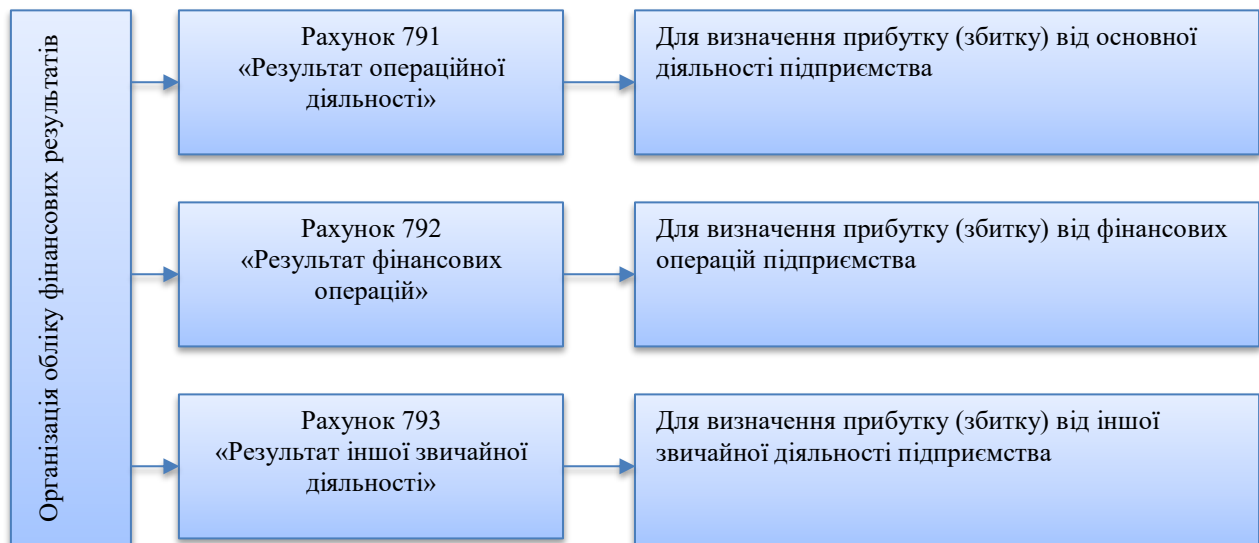 Організація обліку фінансових результатів
Рахунок 791
«Результат операційної
діяльності»
Для визначення прибутку (збитку) від основної
діяльності підприємства
Рахунок 792
«Результат фінансових
операцій»
Для визначення прибутку (збитку) від фінансових
операцій підприємства
Рахунок 793
«Результат іншої звичайної
діяльності»
Для визначення прибутку (збитку) від іншої
звичайної діяльності підприємства